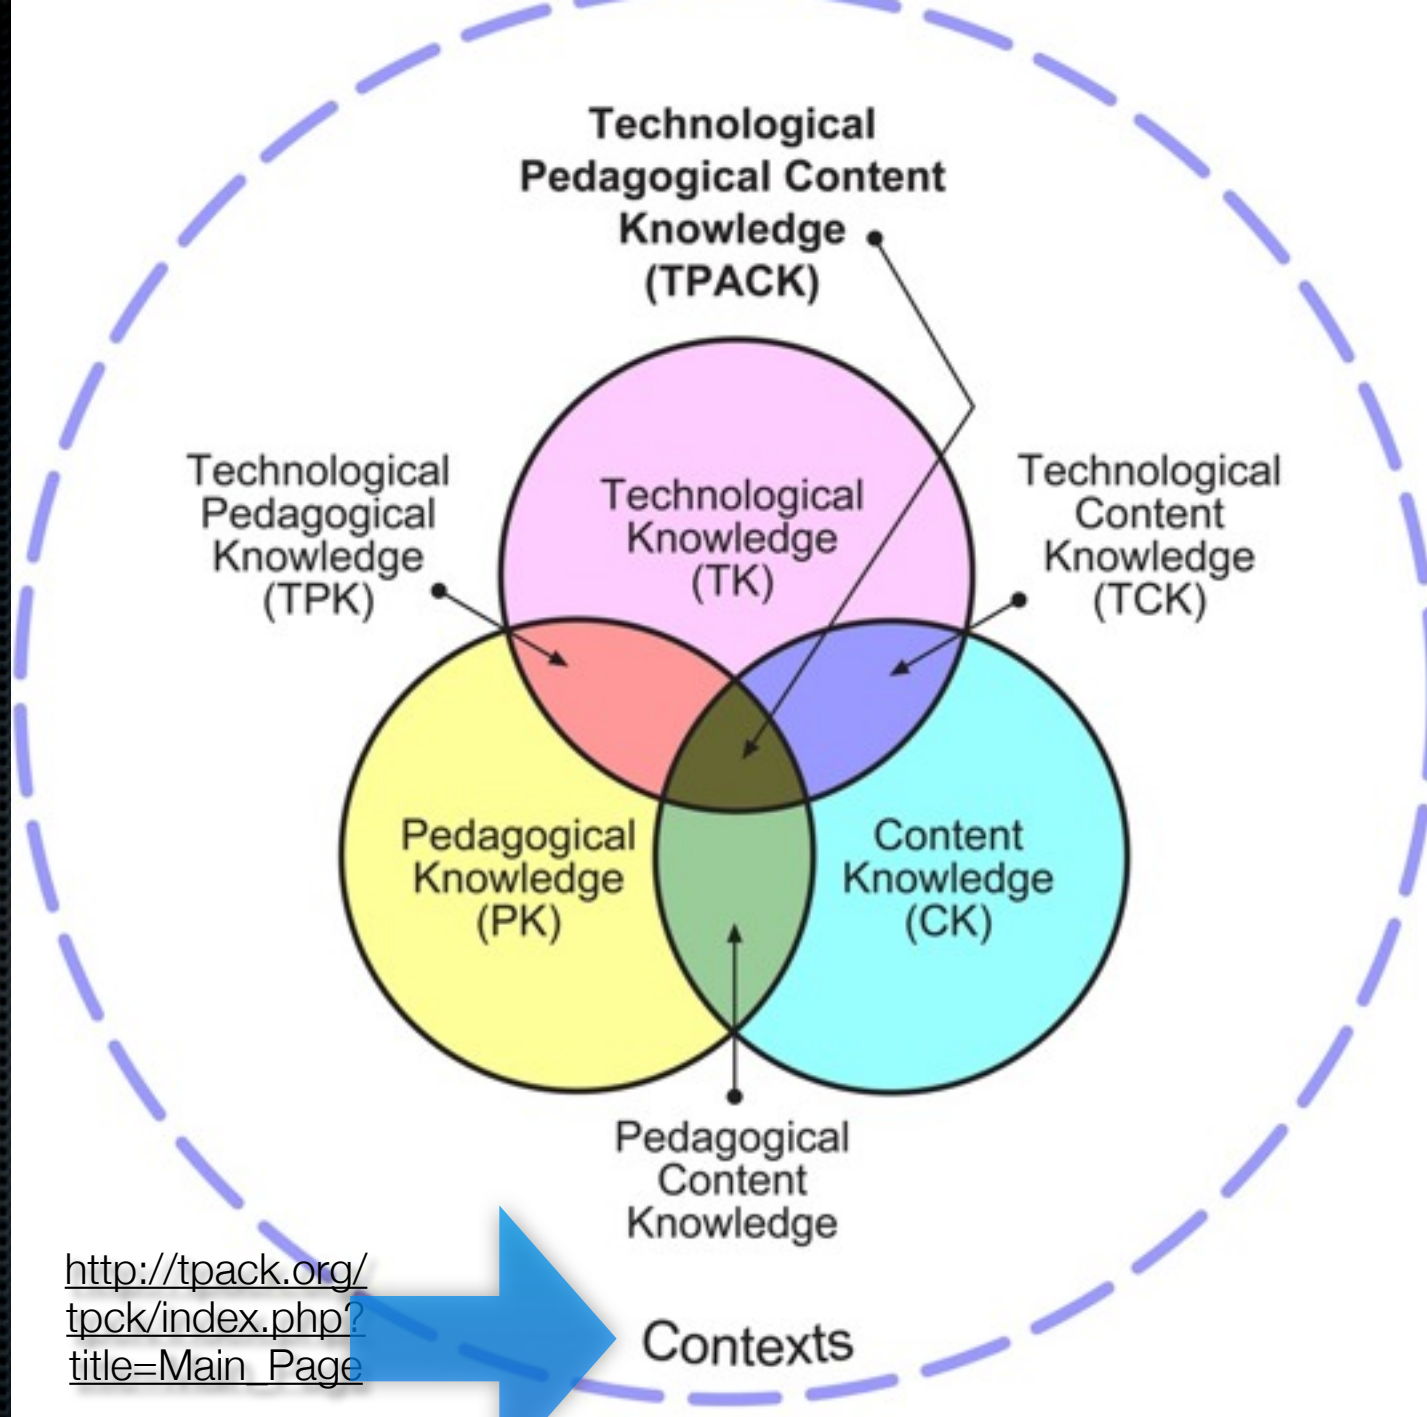 Technological
Pedagogical Content
Knowledge
(TPACK)
Technological
Pedagogical
Knowledge
(TPK)
Technological
Knowledge
(TK)
Technological
Content
Knowledge
(TCK)
Pedagogical
Knowledge
(PK)
Content
Knowledge
(CK)
Pedagogical
Content
Knowledge
http://tpack.org/
tpck/index.php?
title=Main_Page
Contexts